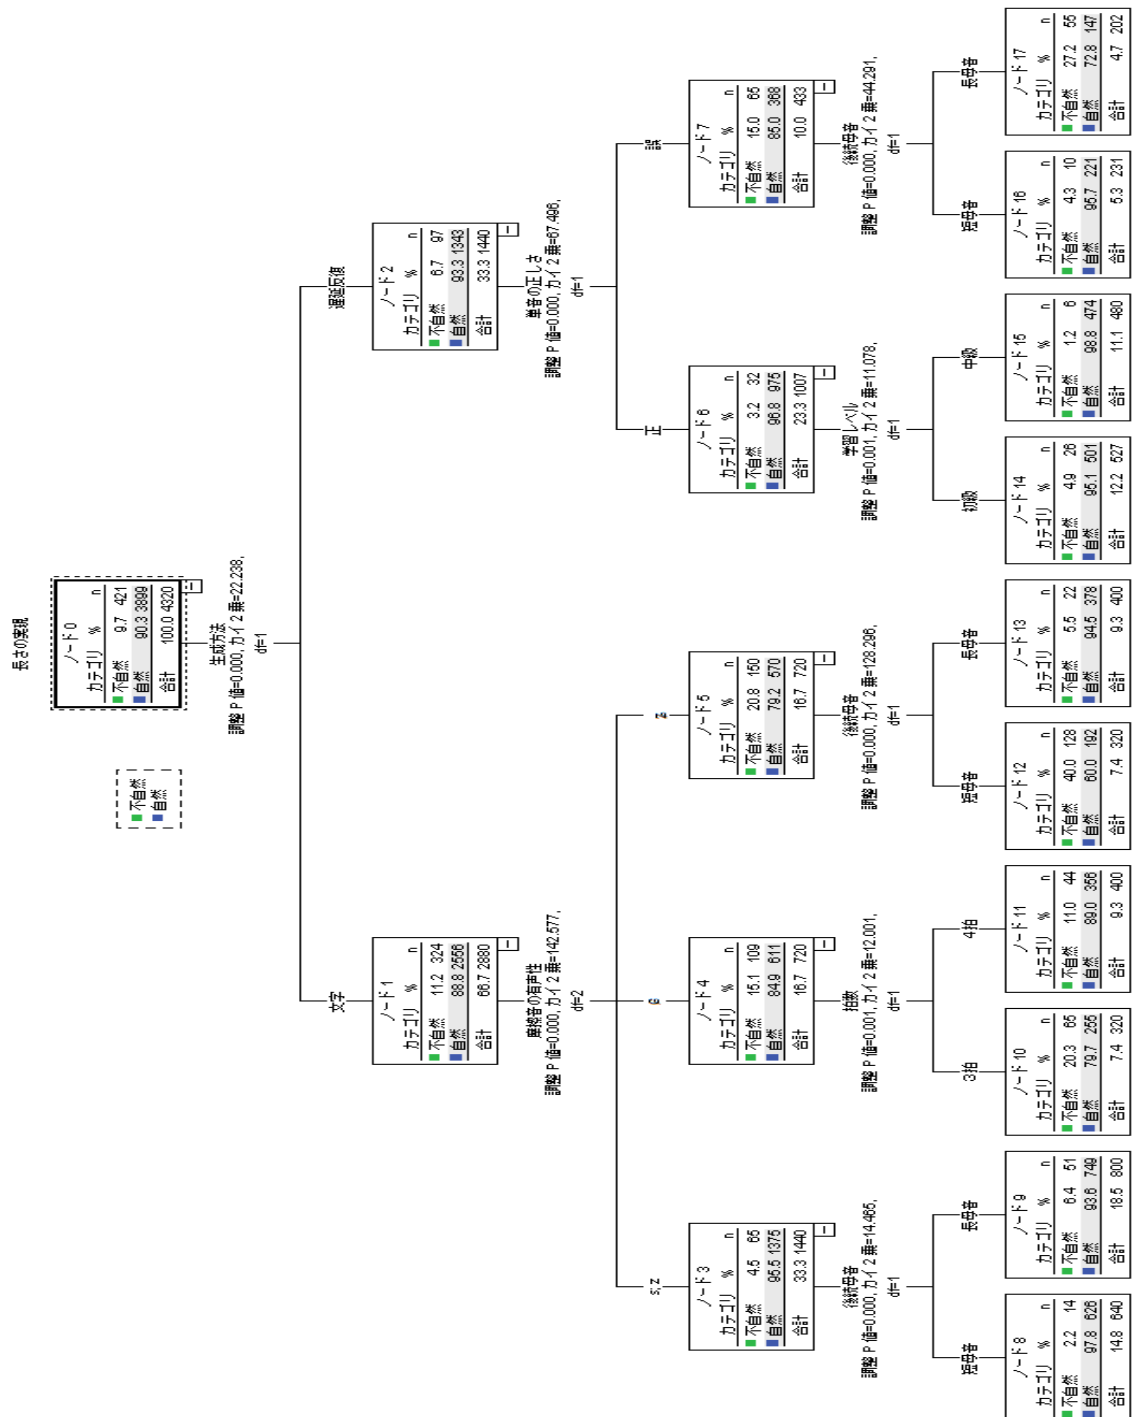 長さの実現
不自然
自然
ノード 0
カテゴリ % n
不自然 9.7 421
自然 90.3 3899
合計 100.0 4320
生成方法
調整 P 値=0.000, カイ 2 乗=22.238,
df=1
文字
遅延反復
ノード 1
カテゴリ % n
不自然 11.2 324
自然 88.8 2556
合計 66.7 2880
摩擦音の有声性
調整 P 値=0.000, カイ 2 乗=142.577,
df=2
ノード 2
カテゴリ % n
不自然 6.7 97
自然 93.3 1343
合計 33.3 1440
単音の正しさ
調整 P 値=0.000, カイ 2 乗=67.496,
df=1
s; z
ノード 3
カテゴリ % n
不自然 4.5 65
自然 95.5 1375
合計 33.3 1440
後続母音
調整 P 値=0.000, カイ 2 乗=14.465,
df=1
ɕ
ノード 4
カテゴリ % n
不自然 15.1 109
自然 84.9 611
合計 16.7 720
拍数
調整 P 値=0.001, カイ 2 乗=12.001,
df=1
ノード 5
カテゴリ % n
不自然 20.8 150
自然 79.2 570
合計 16.7 720
後続母音
調整 P 値=0.000, カイ 2 乗=128.296,
df=1
正
ノード 6
カテゴリ % n
不自然 3.2 32
自然 96.8 975
合計 23.3 1007
学習レベル
調整 P 値=0.001, カイ 2 乗=11.078,
df=1
誤
ノード 7
カテゴリ % n
不自然 15.0 65
自然 85.0 368
合計 10.0 433
後続母音
調整 P 値=0.000, カイ 2 乗=44.291,
df=1
短母音
ノード 8
カテゴリ % n
不自然 2.2 14
自然 97.8 626
合計 14.8 640
長母音
ノード 9
カテゴリ % n
不自然 6.4 51
自然 93.6 749
合計 18.5 800
3拍
ノード 10
カテゴリ % n
不自然 20.3 65
自然 79.7 255
合計 7.4 320
4拍
ノード 11
カテゴリ % n
不自然 11.0 44
自然 89.0 356
合計 9.3 400
短母音
ノード 12
カテゴリ % n
不自然 40.0 128
自然 60.0 192
合計 7.4 320
長母音
ノード 13
カテゴリ % n
不自然 5.5 22
自然 94.5 378
合計 9.3 400
初級
ノード 14
カテゴリ % n
不自然 4.9 26
自然 95.1 501
合計 12.2 527
中級
ノード 15
カテゴリ % n
不自然 1.2 6
自然 98.8 474
合計 11.1 480
短母音
ノード 16
カテゴリ % n
不自然 4.3 10
自然 95.7 221
合計 5.3 231
長母音
ノード 17
カテゴリ % n
不自然 27.2 55
自然 72.8 147
合計 4.7 202